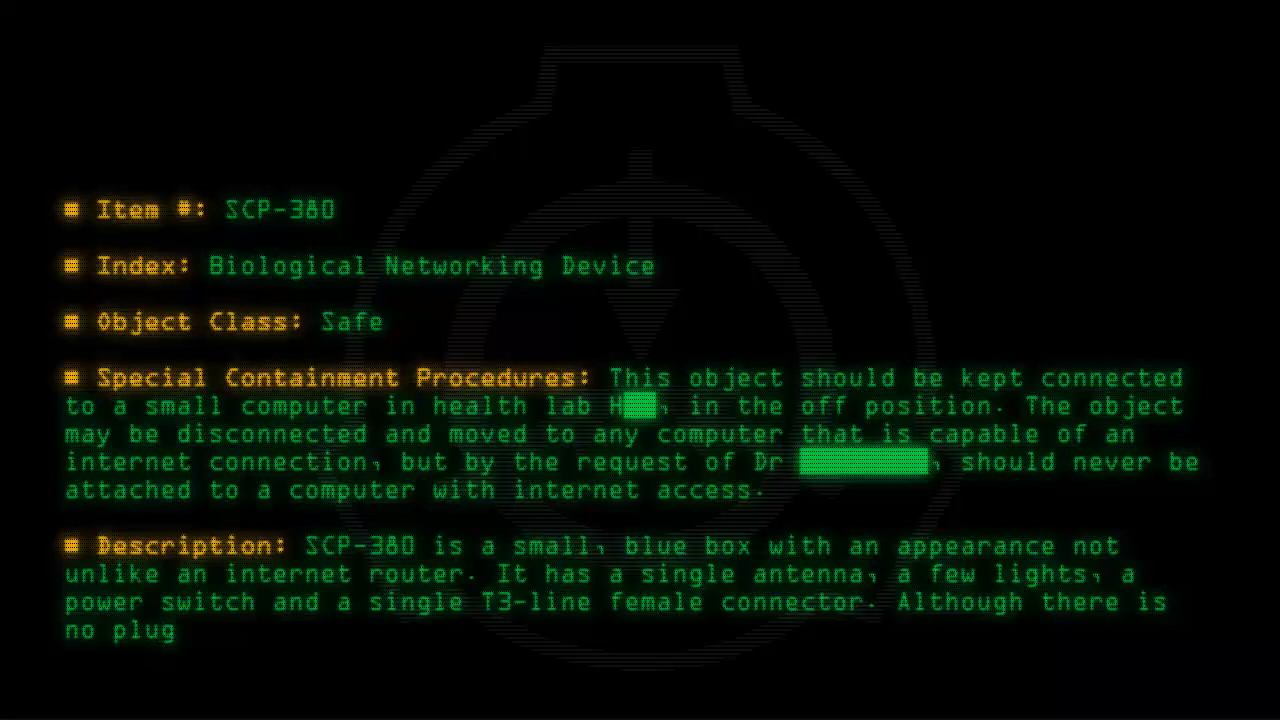 ■ Item #: SCP-380
■ Index: Biological Networking Device
■ Object Class: Safe
■ Special Containment Procedures: This object should be kept connected
to a small computer in health lab H██, in the off position. The object
may be disconnected and moved to any computer that is capable of an
internet connection, but by the request of Dr ████████, should never be
attached to a computer with internet access.
■ Description: SCP-380 is a small, blue box with an appearance not
unlike an internet router. It has a single antenna, a few lights, a
power switch and a single T3-line female connector. Although there is
no plug